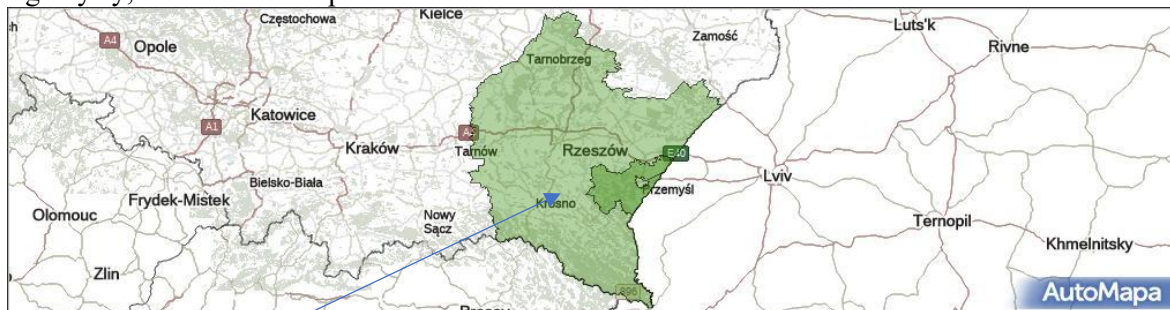 Częstochowa
Kielce
Luts'k
A4
Opole
Zamość
Rivne
Tarnobrzeg
Katowice
A1
Kraków
Tarnów
Rzeszów
E40
Lviv
Bielsko-Biała
Przemyśl
Frydek-Mistek
Krosno
Olomouc
Nowy
Sącz
Ternopil
Khmelnitsky
Zlin
AutoMapa